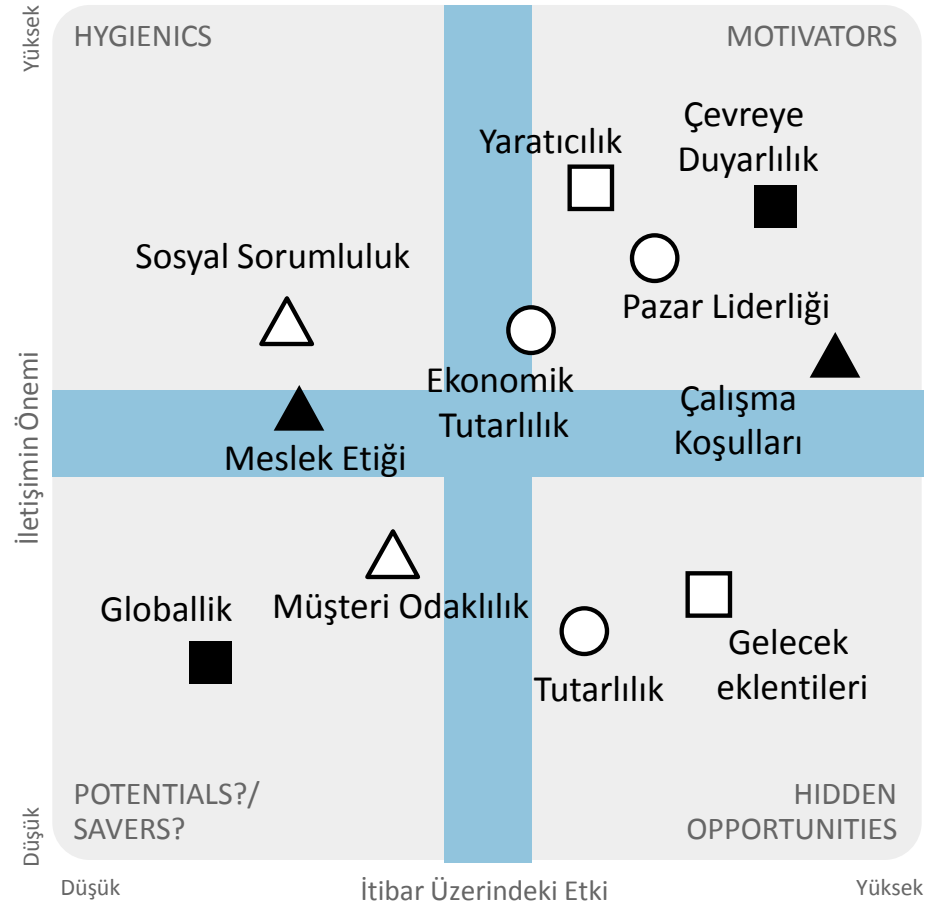 Yüksek
HYGIENICS
MOTIVATORS
Yaratıcılık
Çevreye
Duyarlılık
Sosyal Sorumluluk
Pazar Liderliği
Ekonomik
Tutarlılık
Çalışma
Koşulları
Meslek Etiği
İletişimin Önemi
Globallik
Müşteri Odaklılık
Tutarlılık
Gelecek
eklentileri
POTENTIALS?/
SAVERS?
HIDDEN
OPPORTUNITIES
Düşük
Düşük
İtibar Üzerindeki Etki
Yüksek